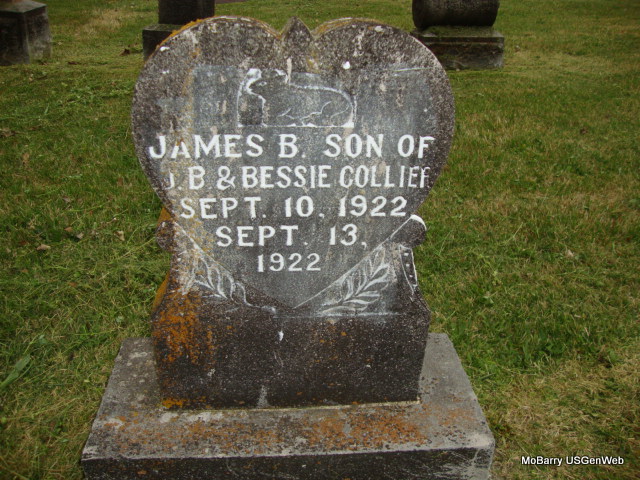 JAMES B. SON OF
J. B & BESSIE COLLIER
SEPT. 10, 1922
SEPT. 13,
1922
MoBarry USGenWeb